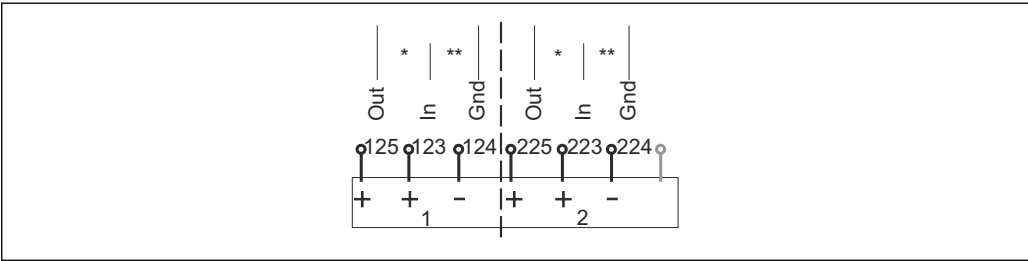 * ** * **
Out In Gnd Out In Gnd
125 123 124 225 223 224
+ + - + + -
1 2